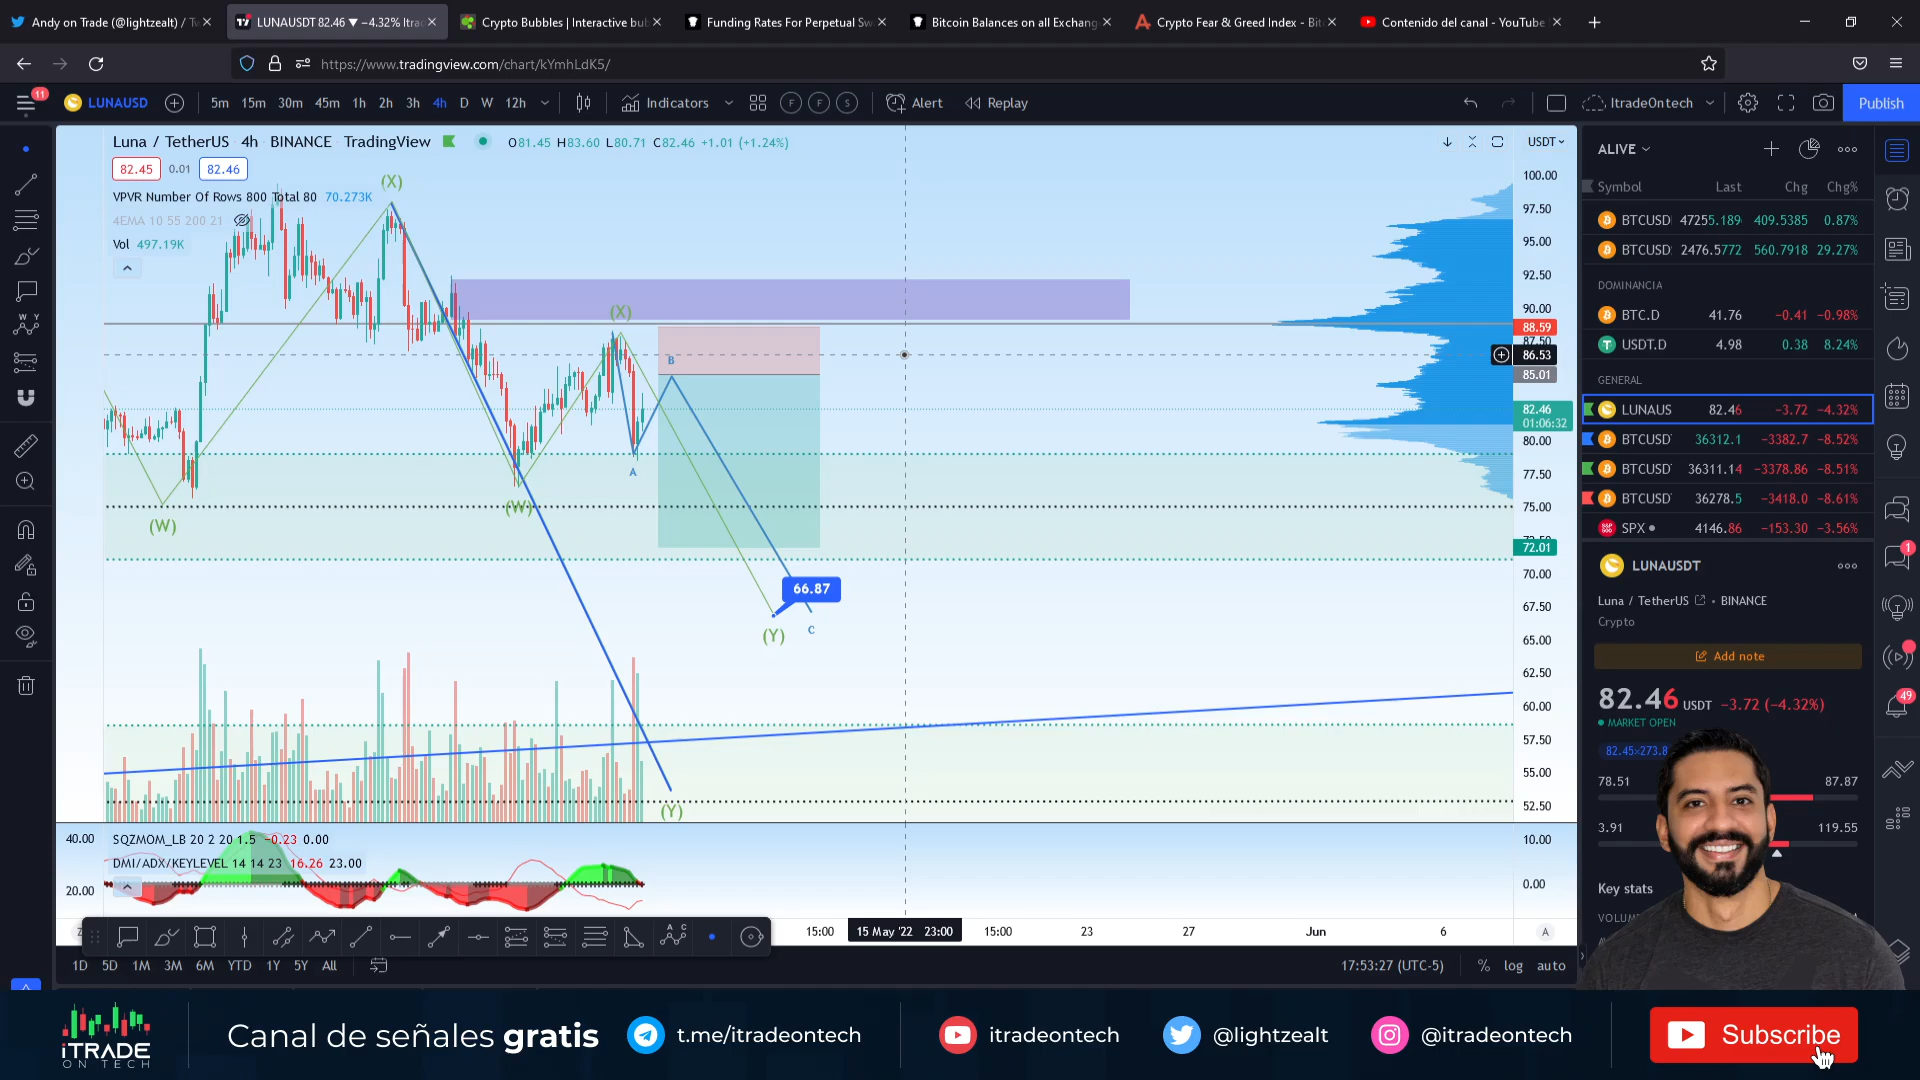 Andy on Trade (@lightzealt) / Tw
LUNAUSDT 82.46 ▼ −4.32% Itra
Crypto Bubbles | Interactive bub
Funding Rates For Perpetual Sw
Bitcoin Balances on all Exchang
Crypto Fear & Greed Index - Bit
Contenido del canal - YouTube
https://www.tradingview.com/chart/kYmhLdK5/
11
LUNAUSD
5m 15m 30m 45m 1h 2h 3h 4h D W 12h
Indicators
F F S
Alert
Replay
ItradeOntech
Publish
Luna / TetherUS 4h BINANCE TradingView
O81.45 H83.60 L80.71 C82.46 +1.01 (+1.24%)
USDT
82.45 0.01 82.46
VPVR Number Of Rows 800 Total 80 70.273K
4EMA 10 55 200 21
Vol 497.19K
(X)
(X)
B
A
(W)
(W)
66.87
(Y)
C
(Y)
100.00
97.50
95.00
92.50
90.00
88.59
87.50
86.53
85.01
82.46
01:06:32
80.00
77.50
75.00
72.50
72.01
70.00
67.50
65.00
62.50
60.00
57.50
55.00
52.50
40.00
20.00
SQZMOM_LB 20 2 20 1.5 −0.23 0.00
DMI/ADX/KEYLEVEL 14 14 23 16.26 23.00
10.00
0.00
15:00
15 May '22 23:00
15:00
23
27
Jun
6
A
1D 5D 1M 3M 6M YTD 1Y 5Y All
17:53:27 (UTC-5)
% log auto
ALIVE
Symbol Last Chg Chg%
BTCUSD 47255.189 409.5385 0.87%
BTCUSD 2476.5772 560.7918 29.27%
DOMINANCIA
BTC.D 41.76 −0.41 −0.98%
USDT.D 4.98 0.38 8.24%
GENERAL
LUNAUS 82.46 −3.72 −4.32%
BTCUSD 36312.1 −3382.7 −8.52%
BTCUSD 36311.14 −3378.86 −8.51%
BTCUSD 36278.5 −3418.0 −8.61%
SPX 4146.86 −153.30 −3.56%
LUNAUSDT
Luna / TetherUS • BINANCE
Crypto
Add note
82.46 USDT −3.72 (−4.32%)
MARKET OPEN
82.45×273.8
78.51 87.87
3.91 119.55
Key stats
VOLUM
1
49
iTRADE
ON TECH
Canal de señales gratis
t.me/itradeontech
itradeontech
@lightzealt
@itradeontech
Subscribe